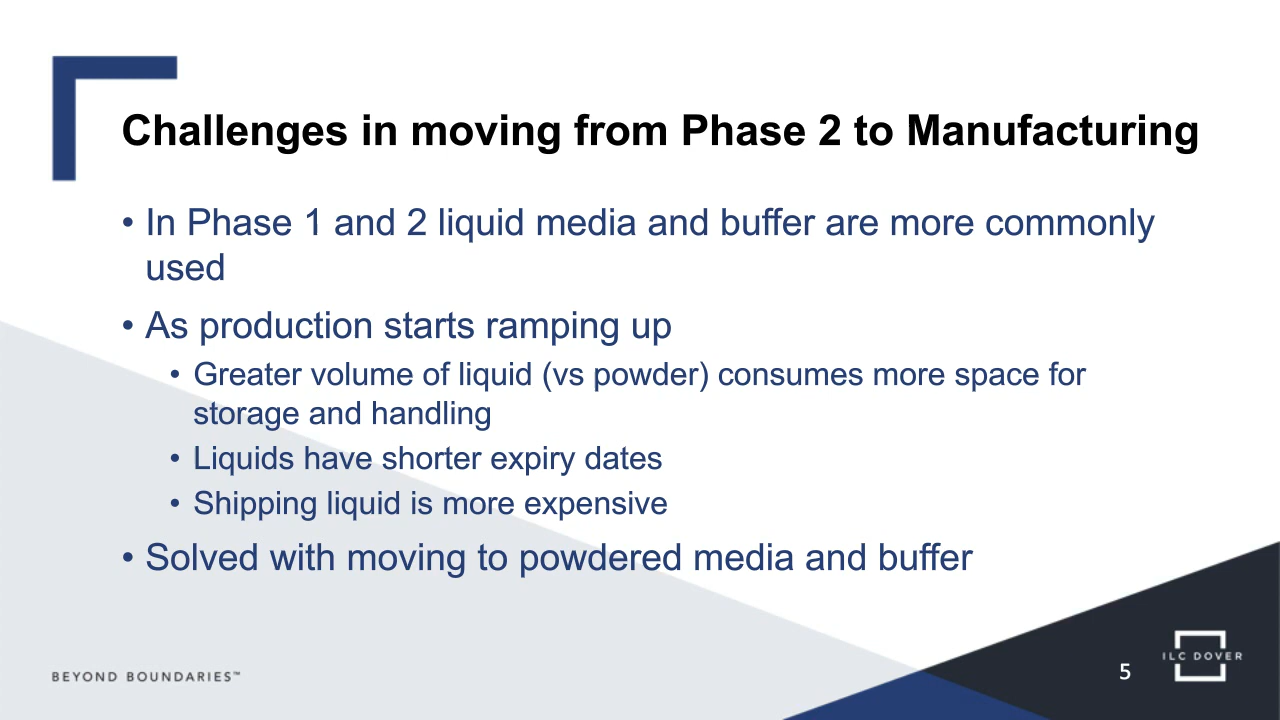 Challenges in moving from Phase 2 to Manufacturing
• In Phase 1 and 2 liquid media and buffer are more commonly
used
• As production starts ramping up
• Greater volume of liquid (vs powder) consumes more space for
storage and handling
• Liquids have shorter expiry dates
• Shipping liquid is more expensive
• Solved with moving to powdered media and buffer
BEYOND BOUNDARIES™
5
ILC DOVER